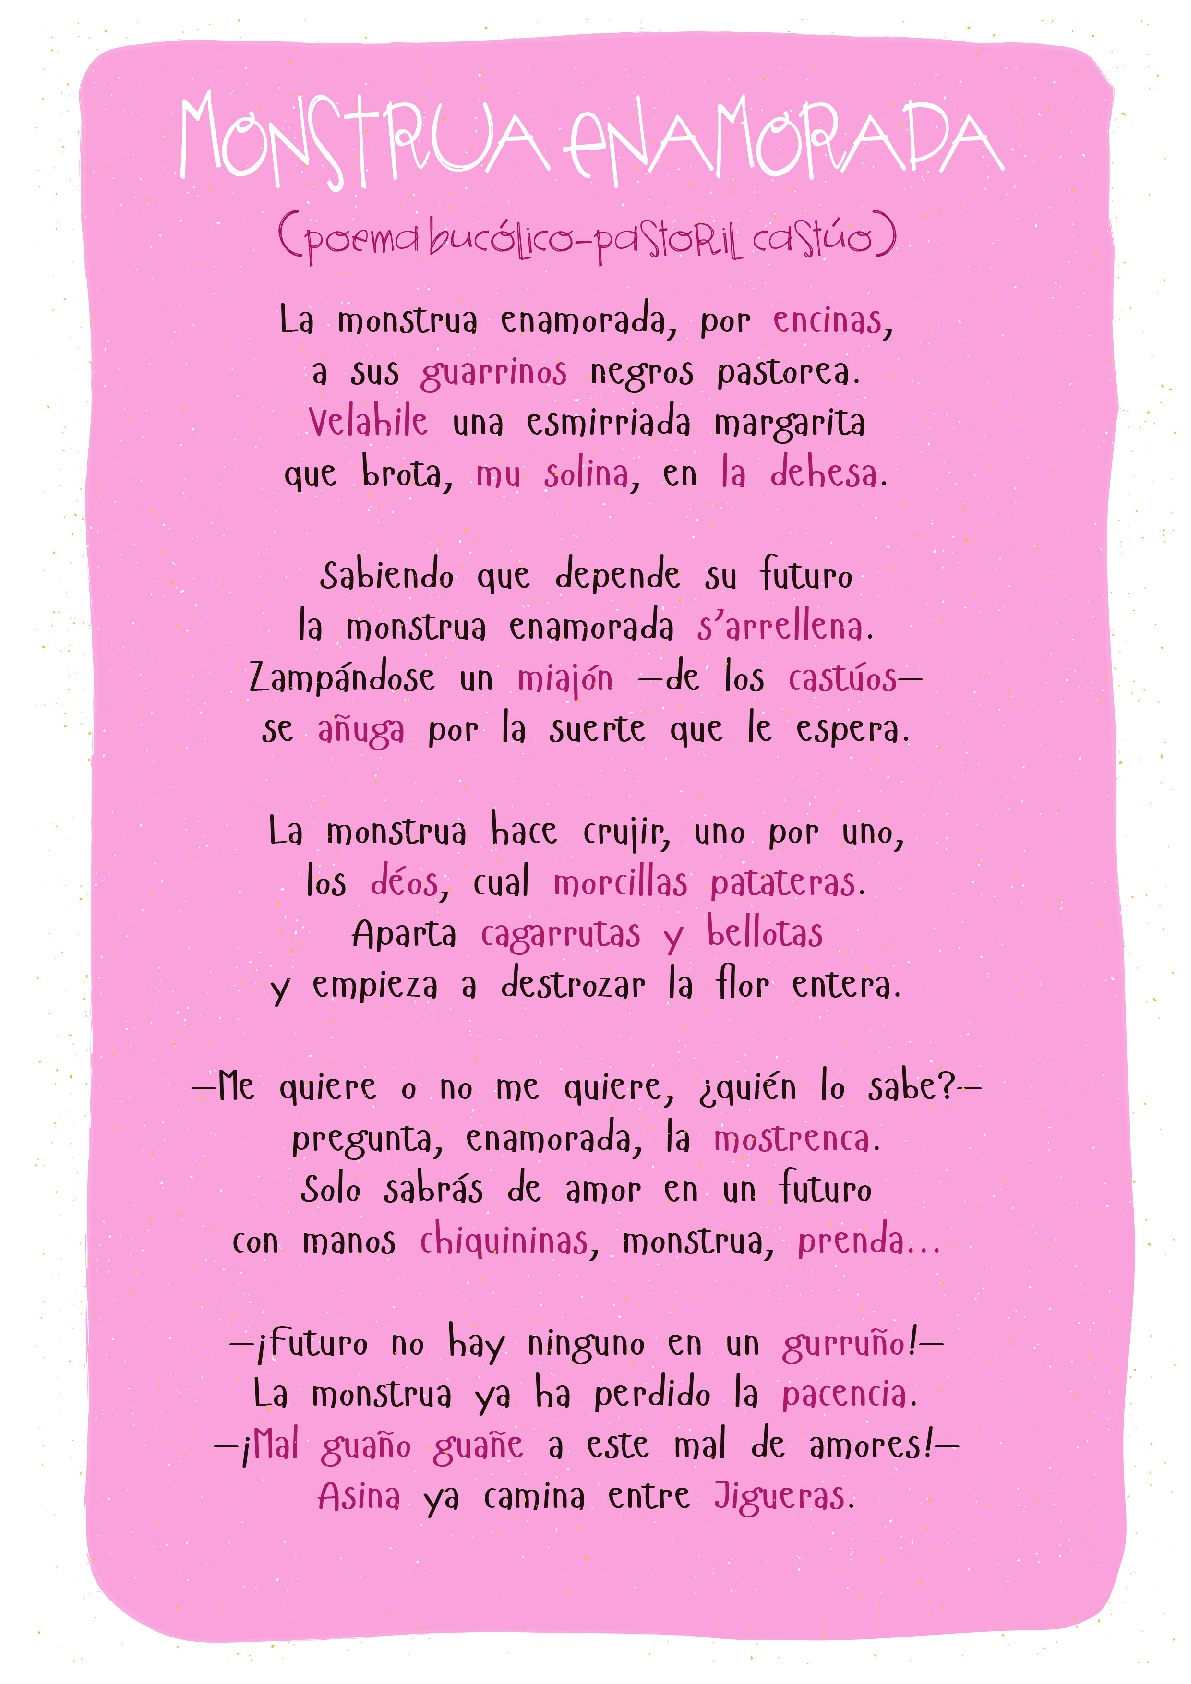 MONSTRUA eNAMORADA
(poema bucólico-pastoril castúo)
La monstrua enamorada, por encinas,
a sus guarrinos negros pastorea.
Velahile una esmirriada margarita
que brota, mu solina, en la dehesa.
Sabiendo que depende su futuro
la monstrua enamorada s’arrellena.
Zampándose un miajón —de los castúos—
se añuga por la suerte que le espera.
La monstrua hace crujir, uno por uno,
los déos, cual morcillas patateras.
Aparta cagarrutas y bellotas
y empieza a destrozar la flor entera.
—Me quiere o no me quiere, ¿quién lo sabe?—
pregunta, enamorada, la mostrenca.
Solo sabrás de amor en un futuro
con manos chiquininas, monstrua, prenda...
—¡Futuro no hay ninguno en un gurruño!—
La monstrua ya ha perdido la pacencia.
—¡Mal guaño guañe a este mal de amores!—
Asina ya camina entre Jigueras.